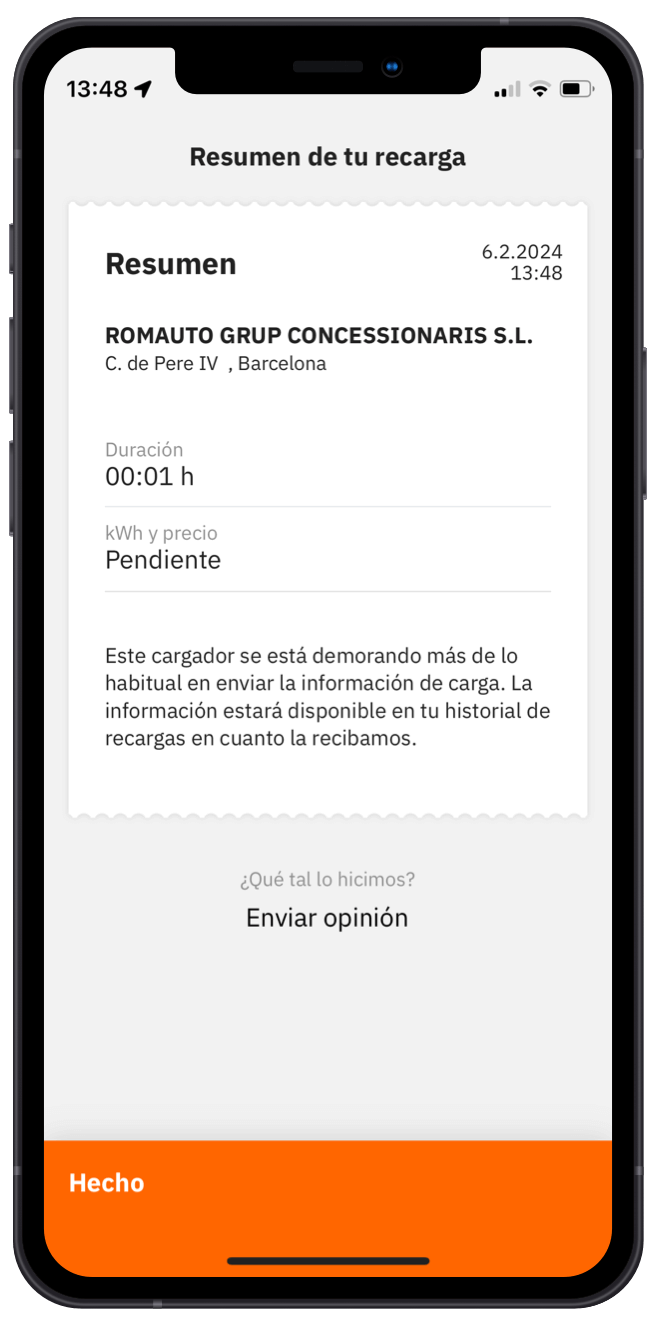 13:48
Resumen de tu recarga
Resumen
6.2.2024
13:48
ROMAUTO GRUP CONCESSIONARIS S.L.
C. de Pere IV , Barcelona
Duración
00:01 h
kWh y precio
Pendiente
Este cargador se está demorando más de lo
habitual en enviar la información de carga. La
información estará disponible en tu historial de
recargas en cuanto la recibamos.
¿Qué tal lo hicimos?
Enviar opinión
Hecho